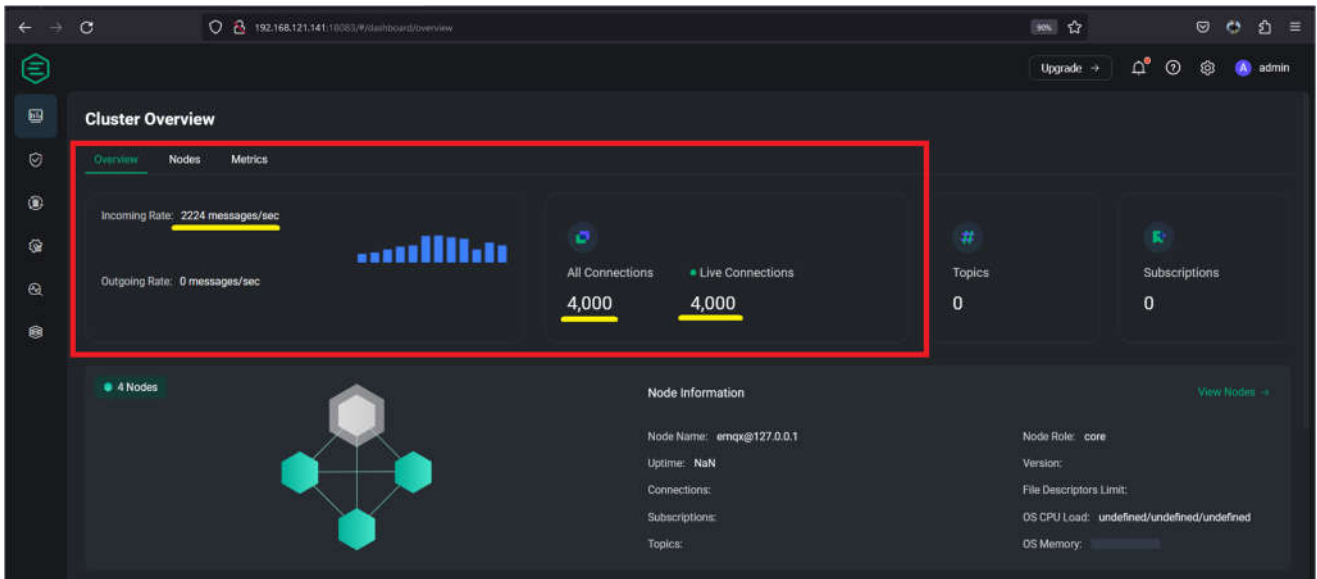 192.168.121.141:18083/#/dashboard/overview
90%
Upgrade →
A admin
Cluster Overview
Overview Nodes Metrics
Incoming Rate: 2224 messages/sec
Outgoing Rate: 0 messages/sec
All Connections
4,000
Live Connections
4,000
Topics
0
Subscriptions
0
4 Nodes
Node Information
View Nodes →
Node Name: emqx@127.0.0.1
Node Role: core
Uptime: NaN
Version:
Connections:
File Descriptors Limit:
Subscriptions:
OS CPU Load: undefined/undefined/undefined
Topics:
OS Memory: